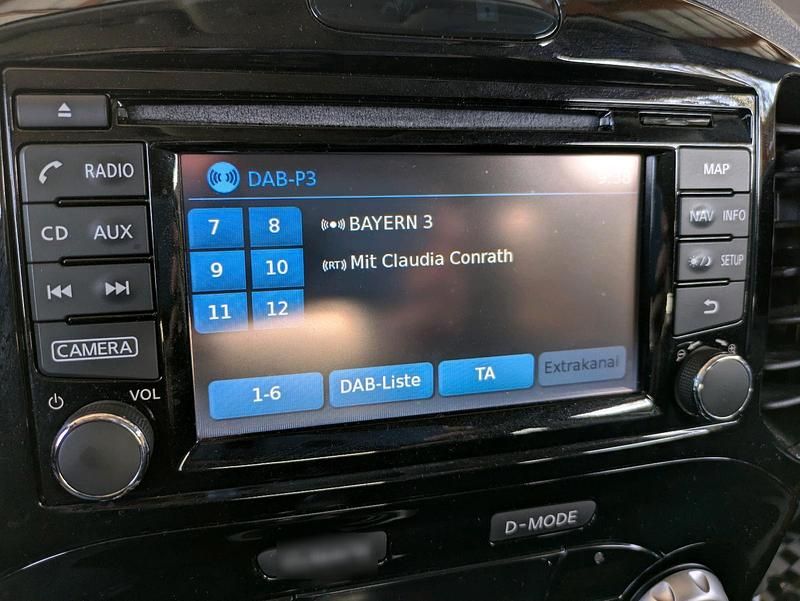 RADIO
CD AUX
CAMERA
VOL
DAB-P3
7 8
BAYERN 3
9 10
(RT) Mit Claudia Conrath
11 12
1-6 DAB-Liste TA Extrakanal
MAP
NAV INFO
SETUP
D-MODE